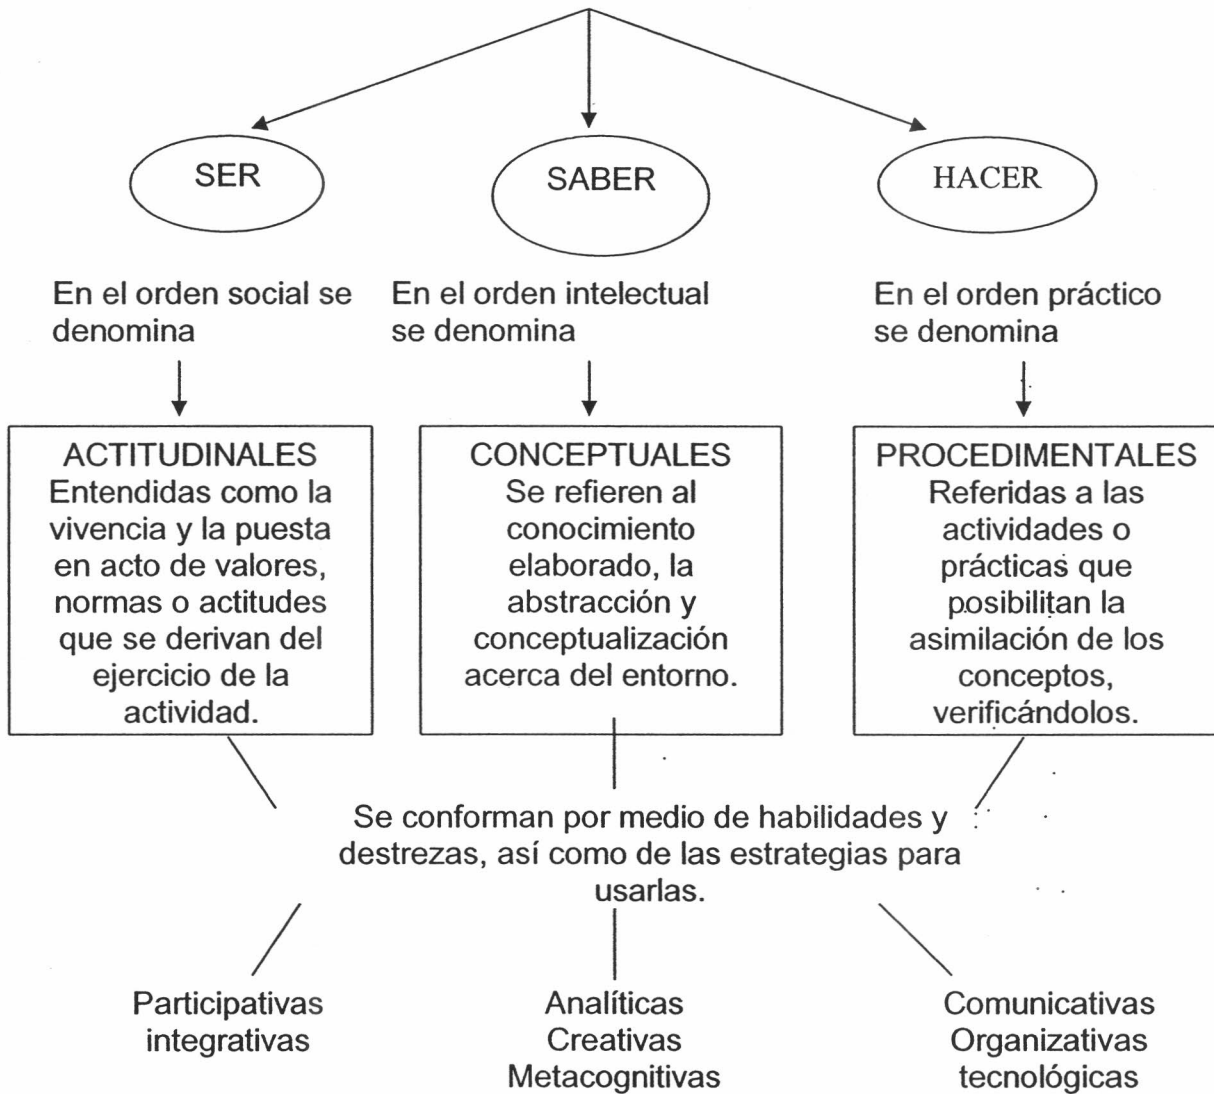 SER
SABER
HACER
En el orden social se
denomina
En el orden intelectual
se denomina
En el orden práctico
se denomina
ACTITUDINALES
Entendidas como la
vivencia y la puesta
en acto de valores,
normas o actitudes
que se derivan del
ejercicio de la
actividad.
CONCEPTUALES
Se refieren al
conocimiento
elaborado, la
abstracción y
conceptualización
acerca del entorno.
PROCEDIMENTALES
Referidas a las
actividades o
prácticas que
posibilitan la
asimilación de los
conceptos,
verificándolos.
Se conforman por medio de habilidades y
destrezas, así como de las estrategias para
usarlas.
Participativas
integrativas
Analíticas
Creativas
Metacognitivas
Comunicativas
Organizativas
tecnológicas